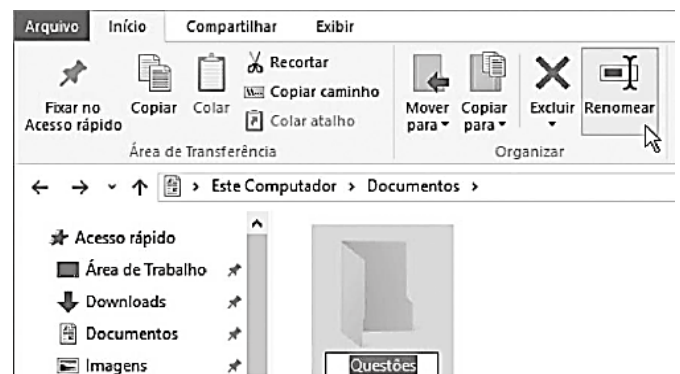 Arquivo Início Compartilhar Exibir
Fixar no Acesso rápido
Copiar
Colar
Recortar
Copiar caminho
Colar atalho
Área de Transferência
Mover para
Copiar para
Excluir
Renomear
Organizar
Este Computador > Documentos >
Acesso rápido
Área de Trabalho
Downloads
Documentos
Imagens
Questões